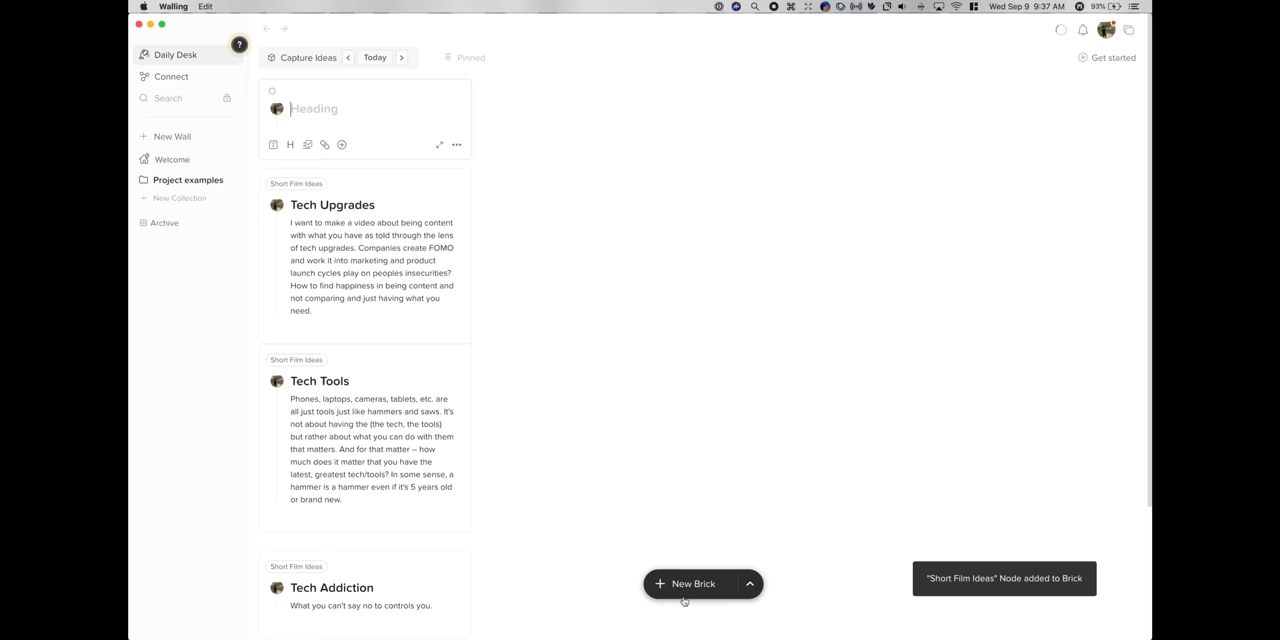 Walling Edit
93%
Wed Sep 9 9:37 AM
?
Daily Desk
Connect
Search
New Wall
Welcome
Project examples
New Collection
Archive
Capture Ideas
Today
Pinned
Get started
Heading
H
Short Film Ideas
Tech Upgrades
I want to make a video about being content
with what you have as told through the lens
of tech upgrades. Companies create FOMO
and work it into marketing and product
launch cycles play on peoples insecurities?
How to find happiness in being content and
not comparing and just having what you
need.
Short Film Ideas
Tech Tools
Phones, laptops, cameras, tablets, etc. are
all just tools just like hammers and saws. It's
not about having the (the tech, the tools)
but rather about what you can do with them
that matters. And for that matter -- how
much does it matter that you have the
latest, greatest tech/tools? In some sense, a
hammer is a hammer even if it's 5 years old
or brand new.
Short Film Ideas
Tech Addiction
What you can't say no to controls you.
New Brick
"Short Film Ideas" Node added to Brick